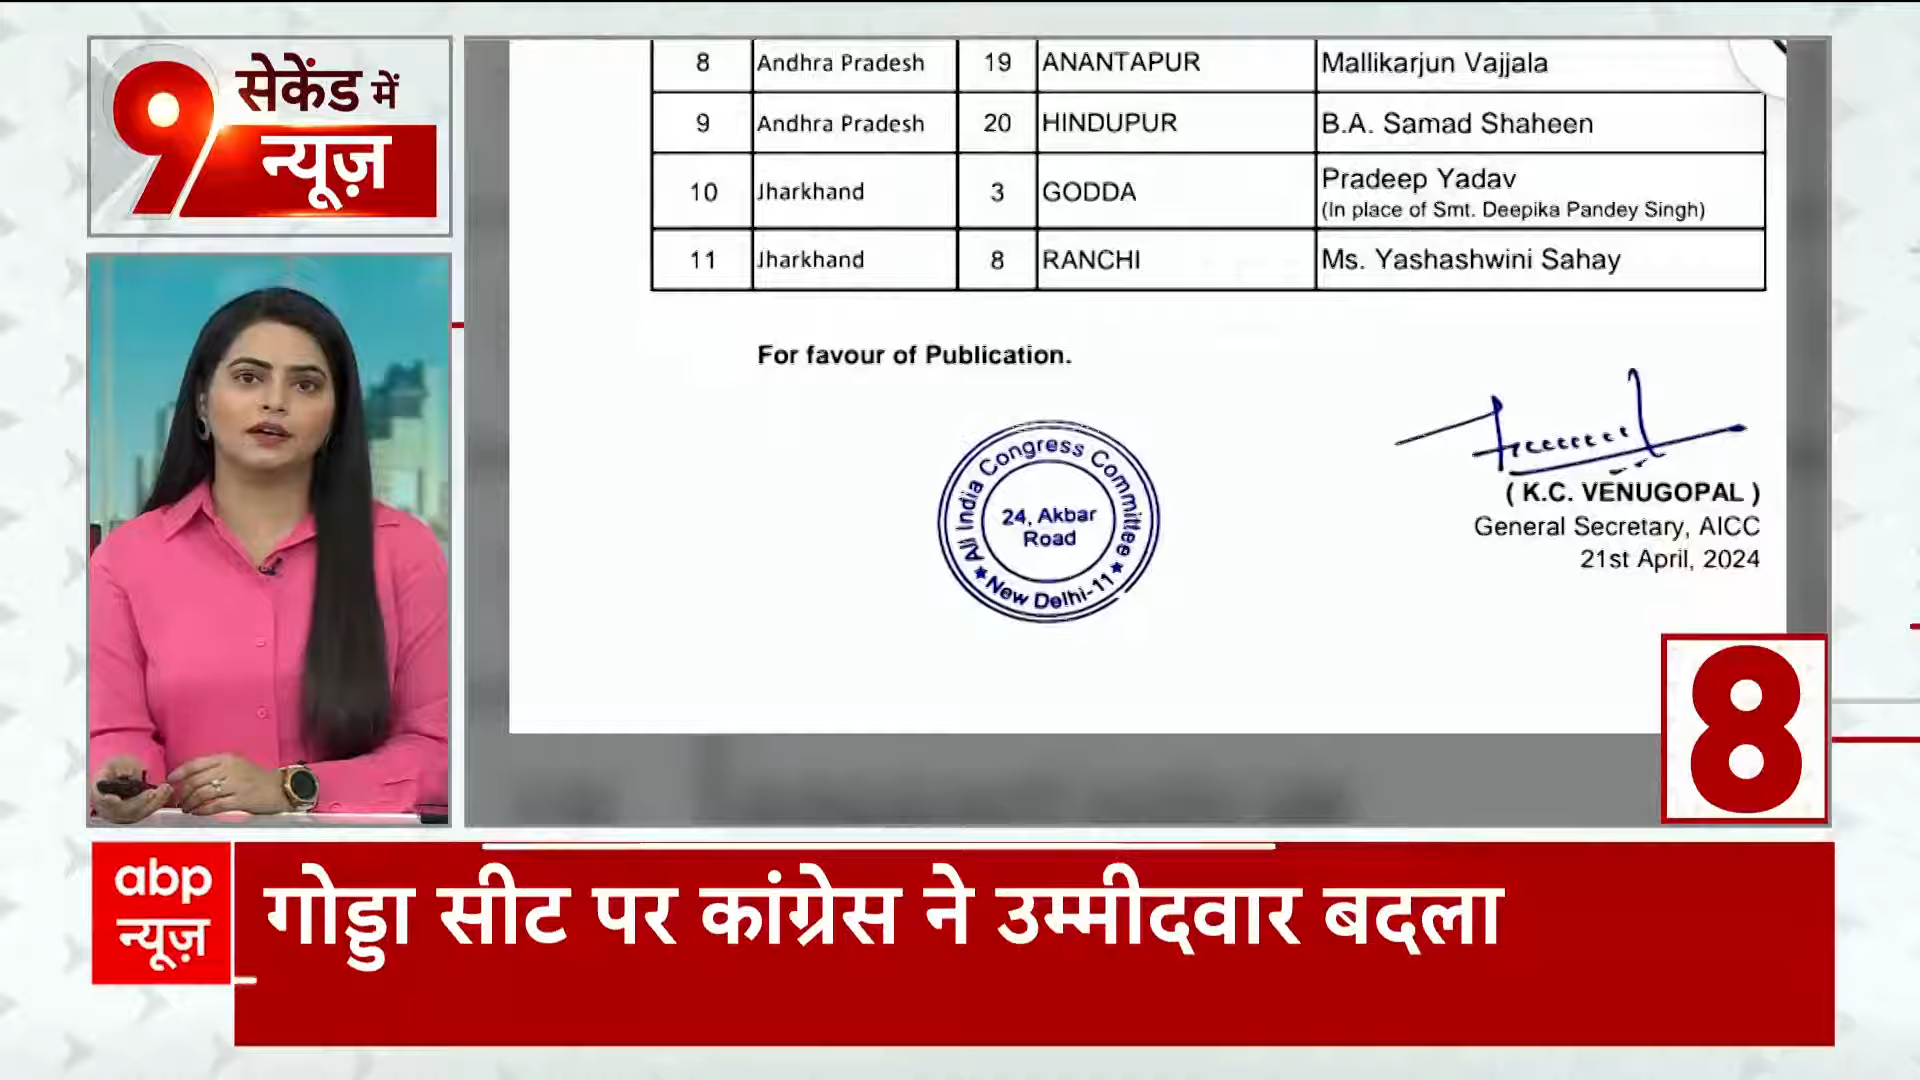 9 सेकेंड में
न्यूज़
8 Andhra Pradesh 19 ANANTAPUR Mallikarjun Vajjala
9 Andhra Pradesh 20 HINDUPUR B.A. Samad Shaheen
10 Jharkhand 3 GODDA Pradeep Yadav
(In place of Smt. Deepika Pandey Singh)
11 Jharkhand 8 RANCHI Ms. Yashashwini Sahay
For favour of Publication.
All India Congress Committee
24, Akbar
Road
★ New Delhi-11 ★
( K.C. VENUGOPAL )
General Secretary, AICC
21st April, 2024
8
abp
न्यूज़
गोड्डा सीट पर कांग्रेस ने उम्मीदवार बदला